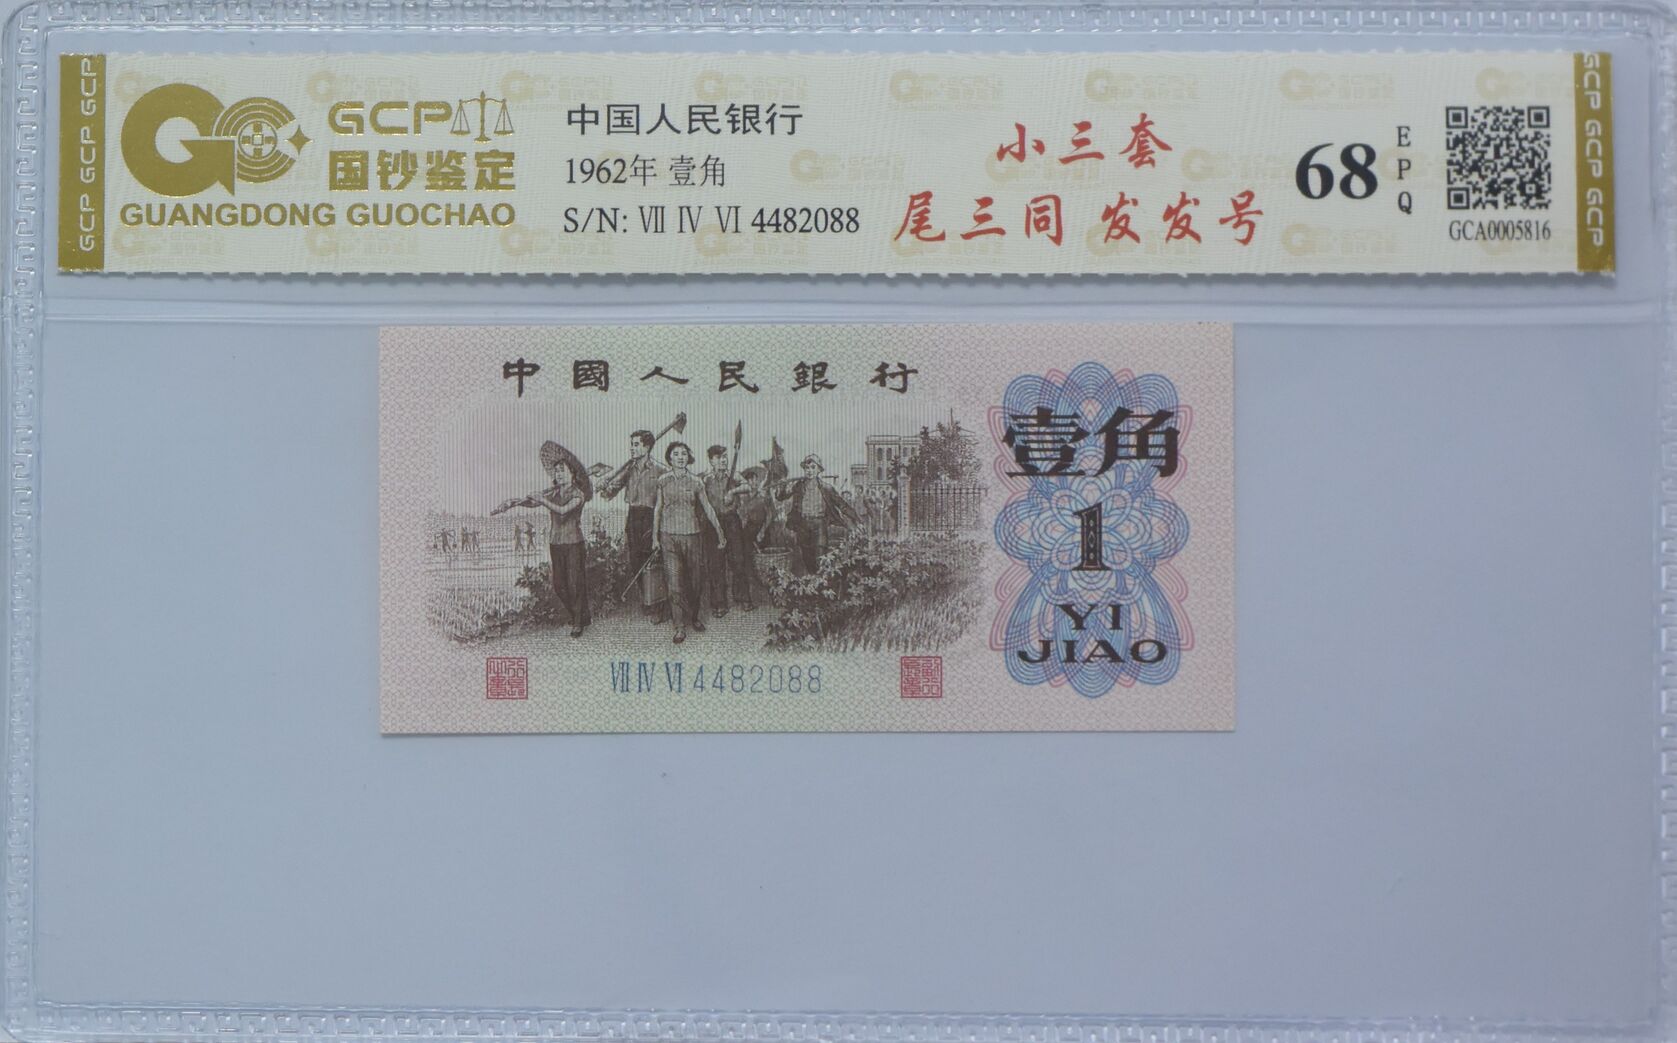 GCP GCP GCP
GCP
国钞鉴定
GUANGDONG GUOCHAO
中国人民银行
1962年 壹角
S/N: Ⅶ Ⅳ Ⅵ 4482088
小三套
尾三同 发发号
68
EPQ
GCA0005816
GCP GCP GCP
中國人民銀行
壹角
1
YI
JIAO
Ⅶ Ⅳ Ⅵ 4482088